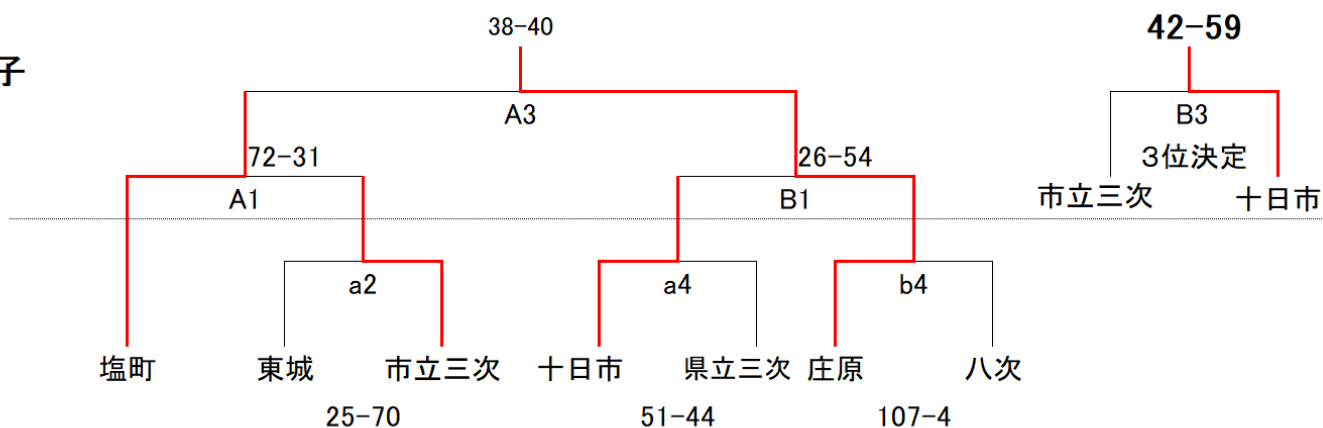 38-40
42-59
子
A3
B3
72-31
26-54
3位決定
A1
B1
市立三次
十日市
a2
a4
b4
塩町
東城
市立三次
十日市
県立三次
庄原
八次
25-70
51-44
107-4